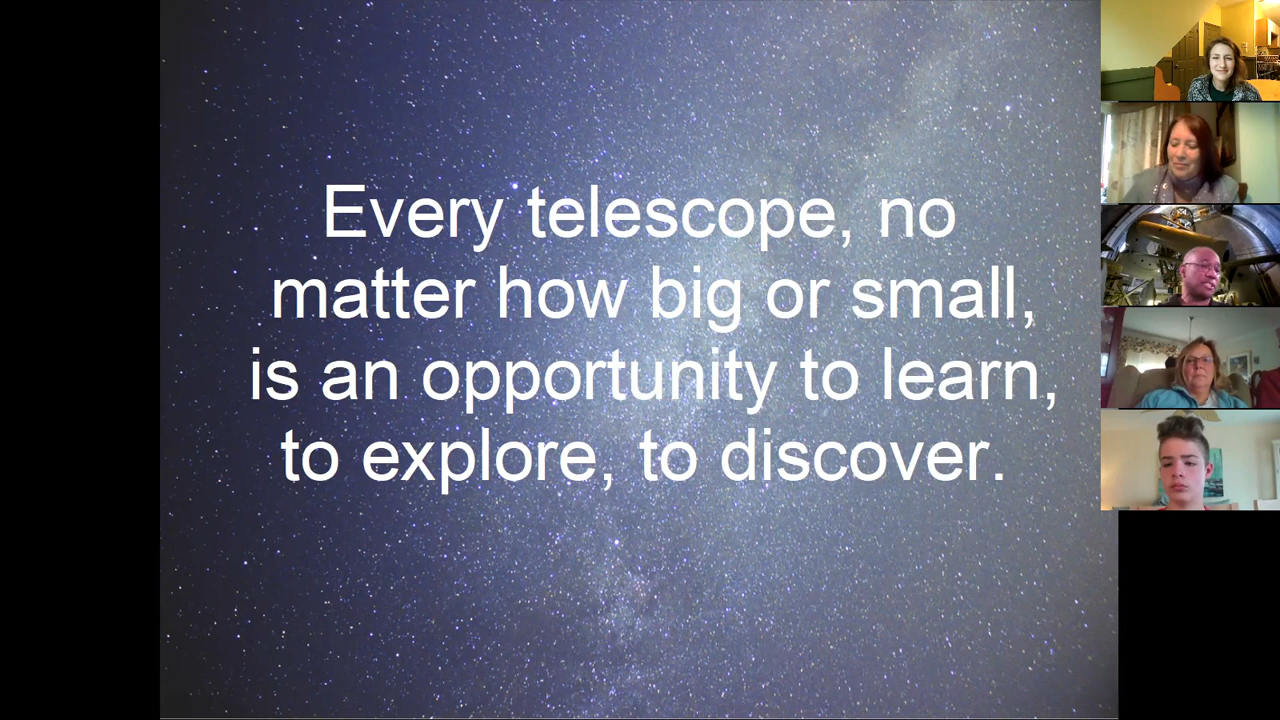 Every telescope, no
matter how big or small,
is an opportunity to learn,
to explore, to discover.